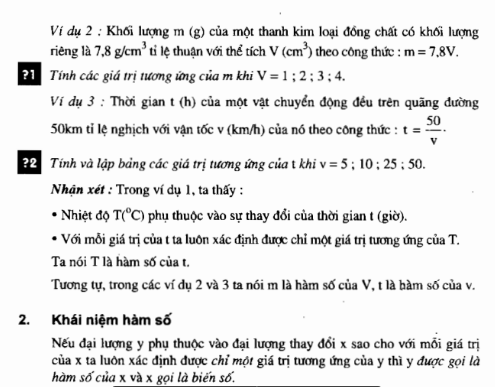 Ví dụ 2 : Khối lượng m (g) của một thanh kim loại đồng chất có khối lượng
riêng là 7,8 g/cm³ tỉ lệ thuận với thể tích V (cm³) theo công thức : m = 7,8V.
?1 Tính các giá trị tương ứng của m khi V = 1 ; 2 ; 3 ; 4.
Ví dụ 3 : Thời gian t (h) của một vật chuyển động đều trên quãng đường
50km tỉ lệ nghịch với vận tốc v (km/h) của nó theo công thức : t = 50/v.
?2 Tính và lập bảng các giá trị tương ứng của t khi v = 5 ; 10 ; 25 ; 50.
Nhận xét : Trong ví dụ 1, ta thấy :
• Nhiệt độ T(⁰C) phụ thuộc vào sự thay đổi của thời gian t (giờ).
• Với mỗi giá trị của t ta luôn xác định được chỉ một giá trị tương ứng của T.
Ta nói T là hàm số của t.
Tương tự, trong các ví dụ 2 và 3 ta nói m là hàm số của V, t là hàm số của v.
2. Khái niệm hàm số
Nếu đại lượng y phụ thuộc vào đại lượng thay đổi x sao cho với mỗi giá trị
của x ta luôn xác định được chỉ một giá trị tương ứng của y thì y được gọi là
hàm số của x và x gọi là biến số.